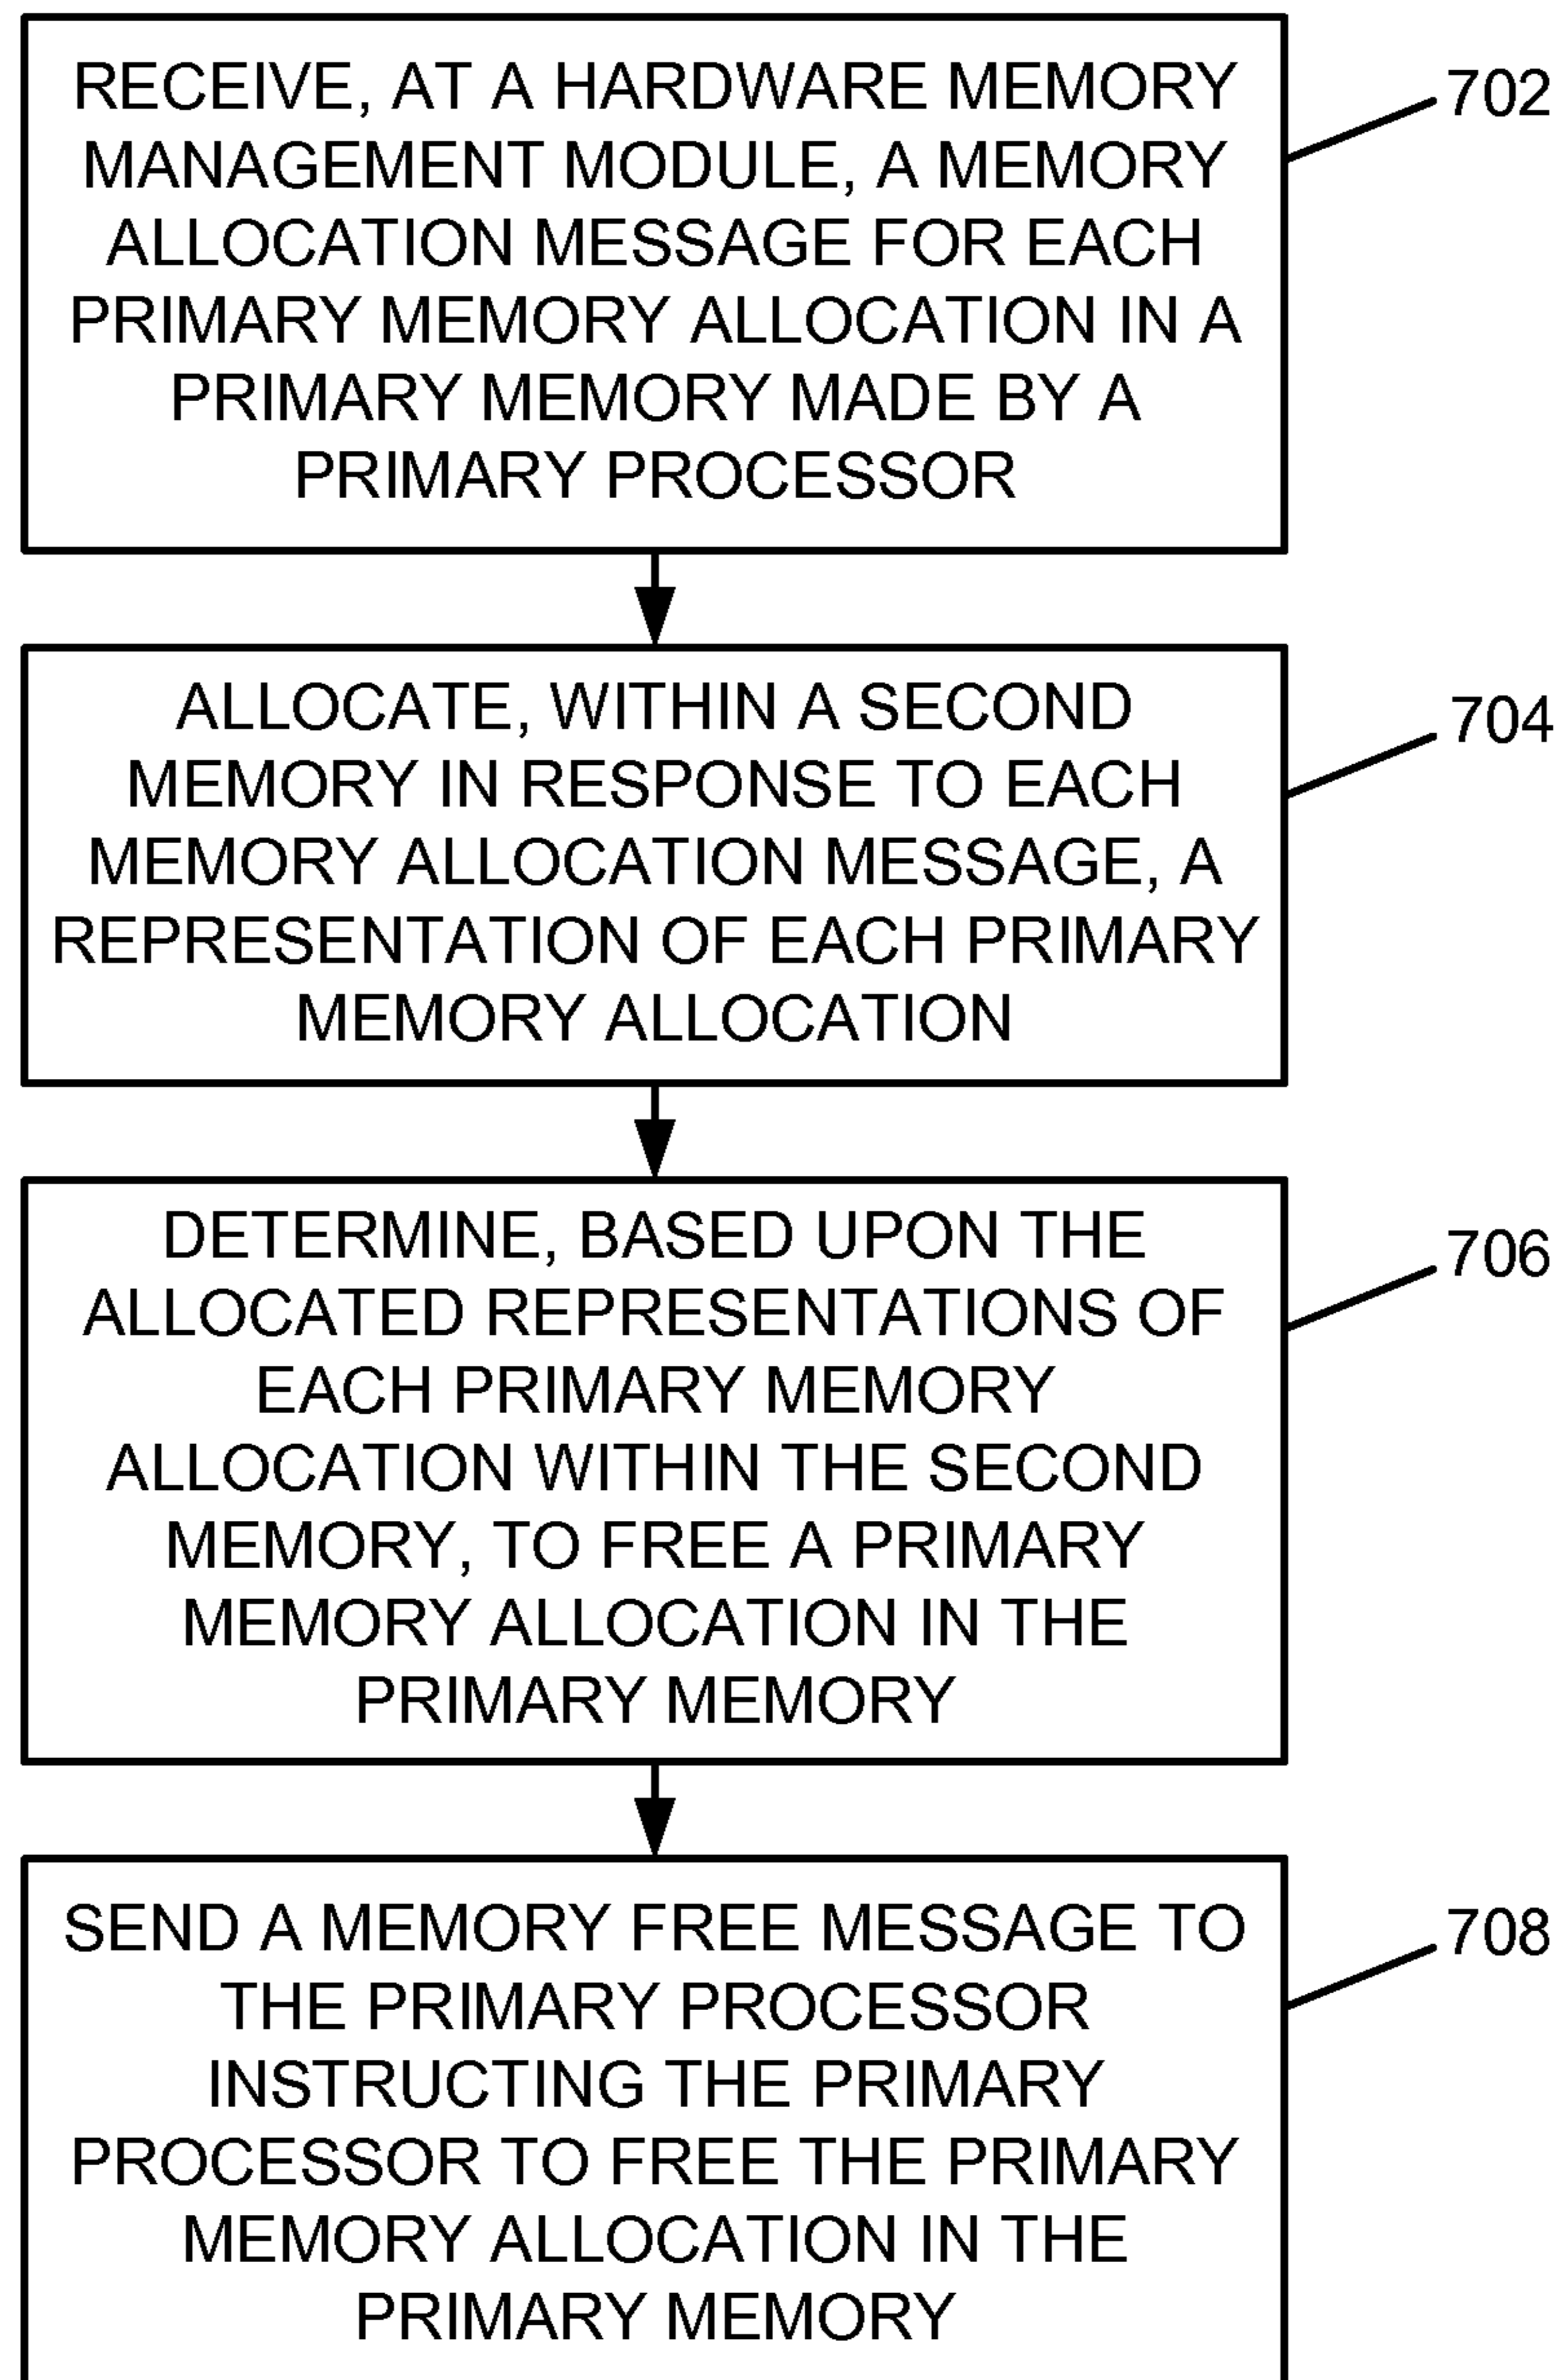 RECEIVE, AT A HARDWARE MEMORY
MANAGEMENT MODULE, A MEMORY
ALLOCATION MESSAGE FOR EACH
PRIMARY MEMORY ALLOCATION IN A
PRIMARY MEMORY MADE BY A
PRIMARY PROCESSOR
702
ALLOCATE, WITHIN A SECOND
MEMORY IN RESPONSE TO EACH
MEMORY ALLOCATION MESSAGE, A
REPRESENTATION OF EACH PRIMARY
MEMORY ALLOCATION
704
DETERMINE, BASED UPON THE
ALLOCATED REPRESENTATIONS OF
EACH PRIMARY MEMORY
ALLOCATION WITHIN THE SECOND
MEMORY, TO FREE A PRIMARY
MEMORY ALLOCATION IN THE
PRIMARY MEMORY
706
SEND A MEMORY FREE MESSAGE TO
THE PRIMARY PROCESSOR
INSTRUCTING THE PRIMARY
PROCESSOR TO FREE THE PRIMARY
MEMORY ALLOCATION IN THE
PRIMARY MEMORY
708